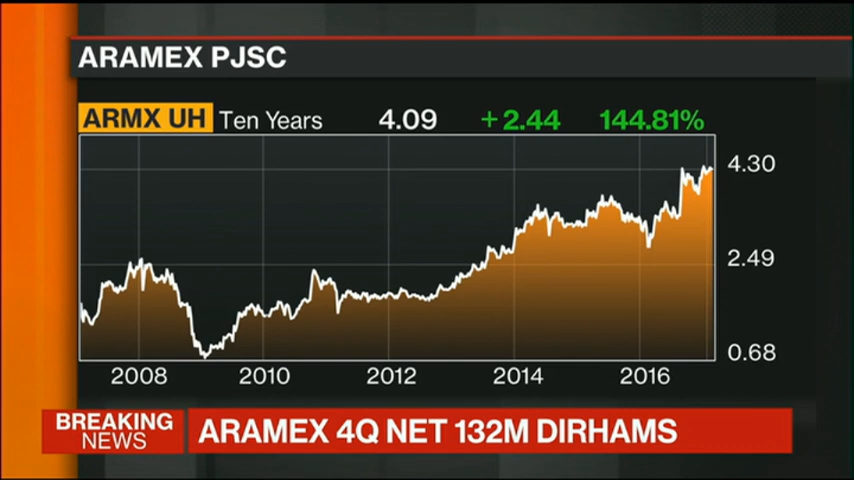 ARAMEX PJSC
ARMX UH Ten Years 4.09 +2.44 144.81%
4.30
2.49
0.68
2008 2010 2012 2014 2016
BREAKING NEWS
ARAMEX 4Q NET 132M DIRHAMS